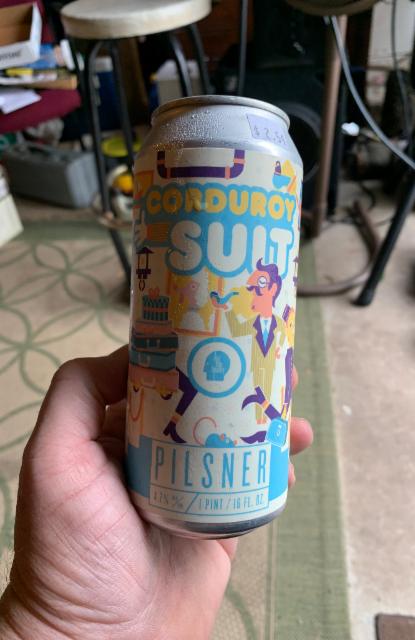 CORDUROY
SUIT
PILSNER
1 PINT / 16 FL. OZ.